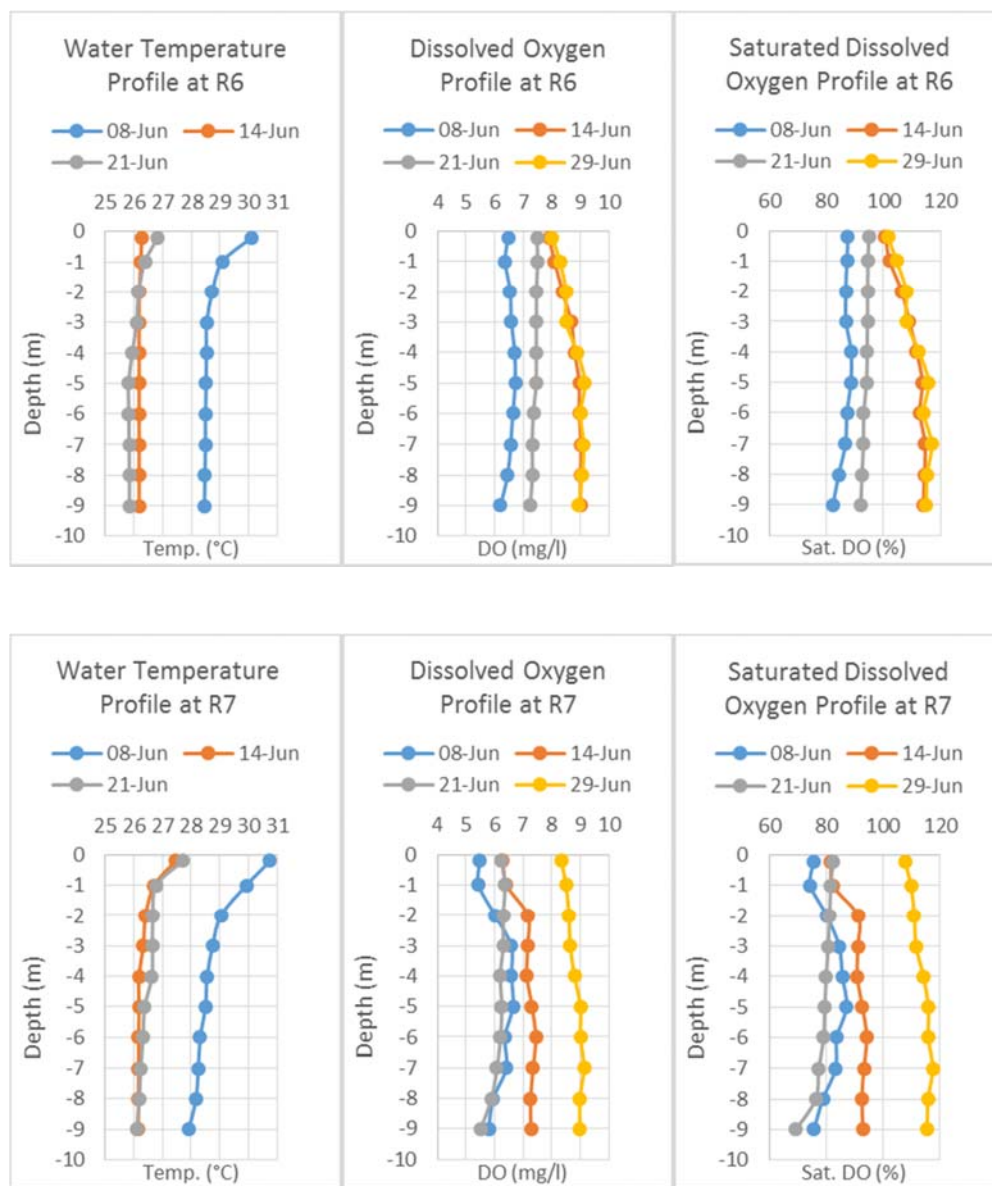 Water Temperature
Profile at R6
08-Jun 14-Jun
21-Jun
25 26 27 28 29 30 31
0
-1
-2
-3
-4
-5
-6
-7
-8
-9
-10
Depth (m)
Temp. (°C)
Dissolved Oxygen
Profile at R6
08-Jun 14-Jun
21-Jun 29-Jun
4 5 6 7 8 9 10
0
-1
-2
-3
-4
-5
-6
-7
-8
-9
-10
Depth (m)
DO (mg/l)
Saturated Dissolved
Oxygen Profile at R6
08-Jun 14-Jun
21-Jun 29-Jun
60 80 100 120
0
-1
-2
-3
-4
-5
-6
-7
-8
-9
-10
Depth (m)
Sat. DO (%)
Water Temperature
Profile at R7
08-Jun 14-Jun
21-Jun
25 26 27 28 29 30 31
0
-1
-2
-3
-4
-5
-6
-7
-8
-9
-10
Depth (m)
Temp. (°C)
Dissolved Oxygen
Profile at R7
08-Jun 14-Jun
21-Jun 29-Jun
4 5 6 7 8 9 10
0
-1
-2
-3
-4
-5
-6
-7
-8
-9
-10
Depth (m)
DO (mg/l)
Saturated Dissolved
Oxygen Profile at R7
08-Jun 14-Jun
21-Jun 29-Jun
60 80 100 120
0
-1
-2
-3
-4
-5
-6
-7
-8
-9
-10
Depth (m)
Sat. DO (%)